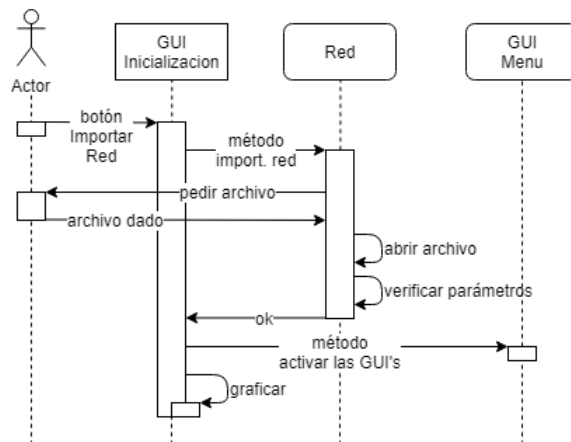 Actor
GUI
Inicializacion
Red
GUI
Menu
botón
Importar
Red
método
import. red
pedir archivo
archivo dado
abrir archivo
verificar parámetros
ok
método
activar las GUI's
graficar